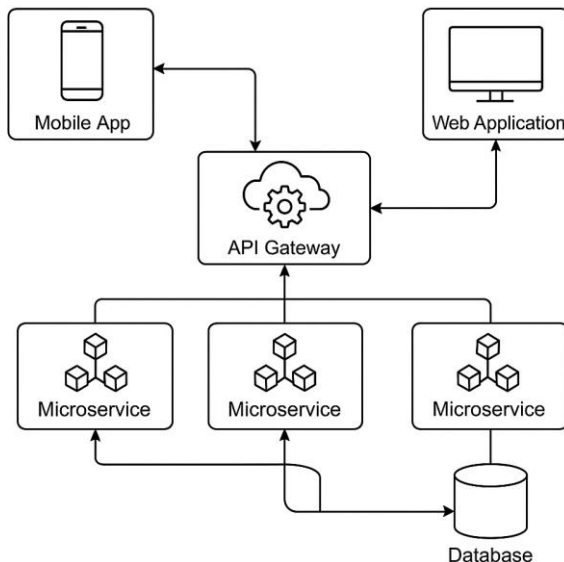 Mobile App
Web Application
API Gateway
Microservice
Microservice
Microservice
Database